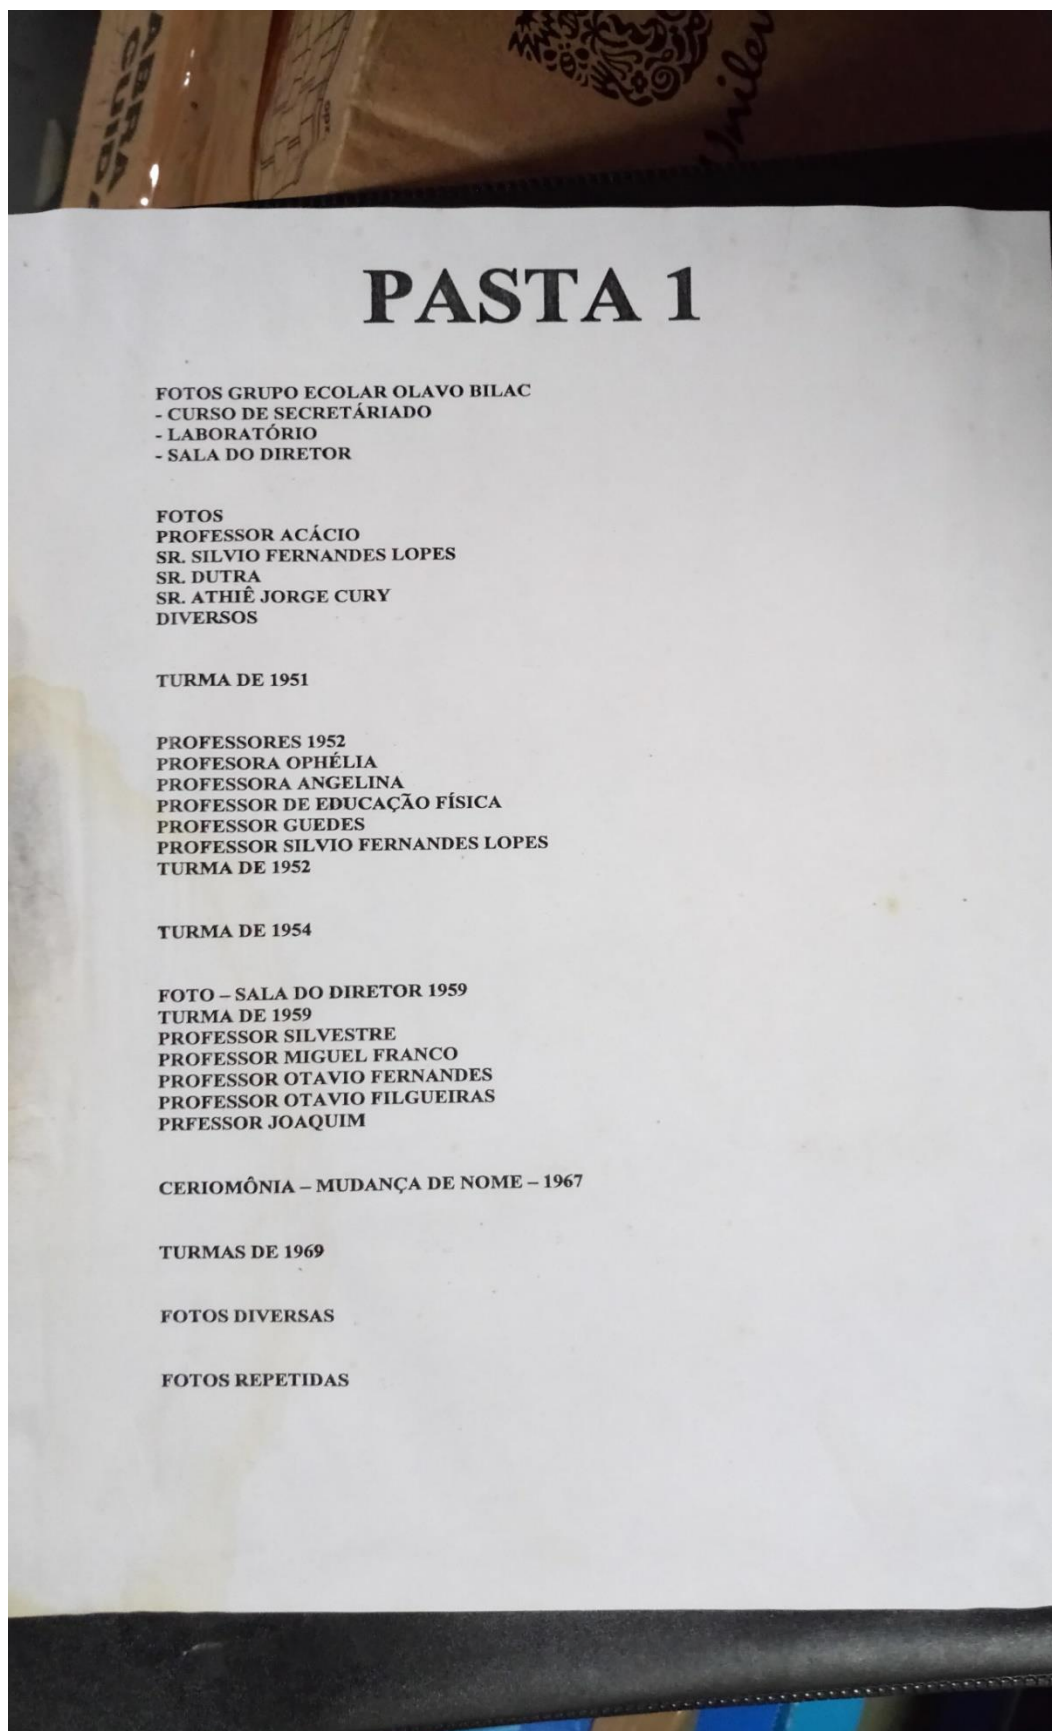 ABRA
CUID
Unilever
PASTA 1
FOTOS GRUPO ECOLAR OLAVO BILAC
- CURSO DE SECRETÁRIADO
- LABORATÓRIO
- SALA DO DIRETOR
FOTOS
PROFESSOR ACÁCIO
SR. SILVIO FERNANDES LOPES
SR. DUTRA
SR. ATHIÊ JORGE CURY
DIVERSOS
TURMA DE 1951
PROFESSORES 1952
PROFESORA OPHÉLIA
PROFESSORA ANGELINA
PROFESSOR DE EDUCAÇÃO FÍSICA
PROFESSOR GUEDES
PROFESSOR SILVIO FERNANDES LOPES
TURMA DE 1952
TURMA DE 1954
FOTO – SALA DO DIRETOR 1959
TURMA DE 1959
PROFESSOR SILVESTRE
PROFESSOR MIGUEL FRANCO
PROFESSOR OTAVIO FERNANDES
PROFESSOR OTAVIO FILGUEIRAS
PRFESSOR JOAQUIM
CERIOMÔNIA – MUDANÇA DE NOME – 1967
TURMAS DE 1969
FOTOS DIVERSAS
FOTOS REPETIDAS